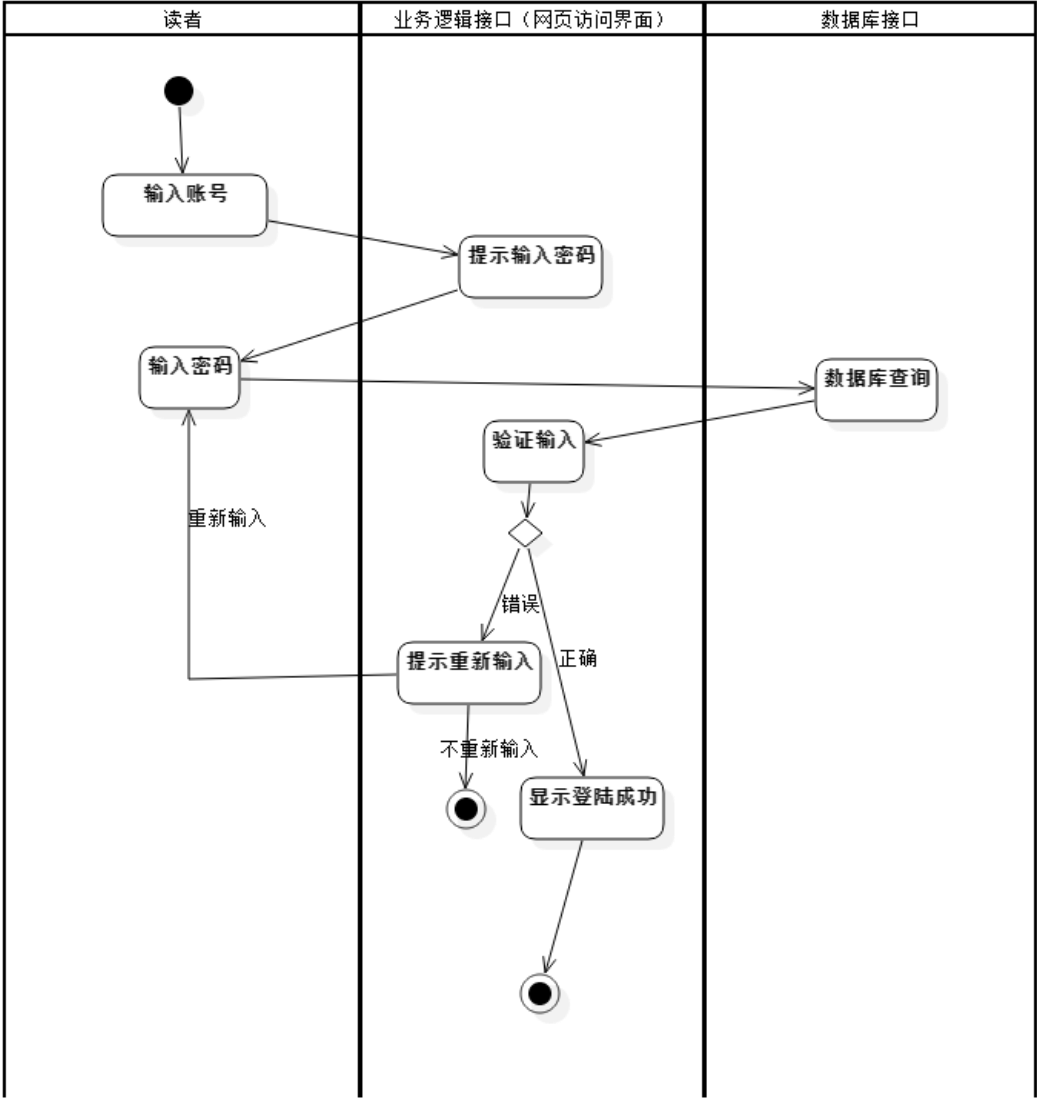 读者
业务逻辑接口（网页访问界面）
数据库接口
输入账号
提示输入密码
输入密码
数据库查询
验证输入
重新输入
错误
提示重新输入
正确
不重新输入
显示登陆成功